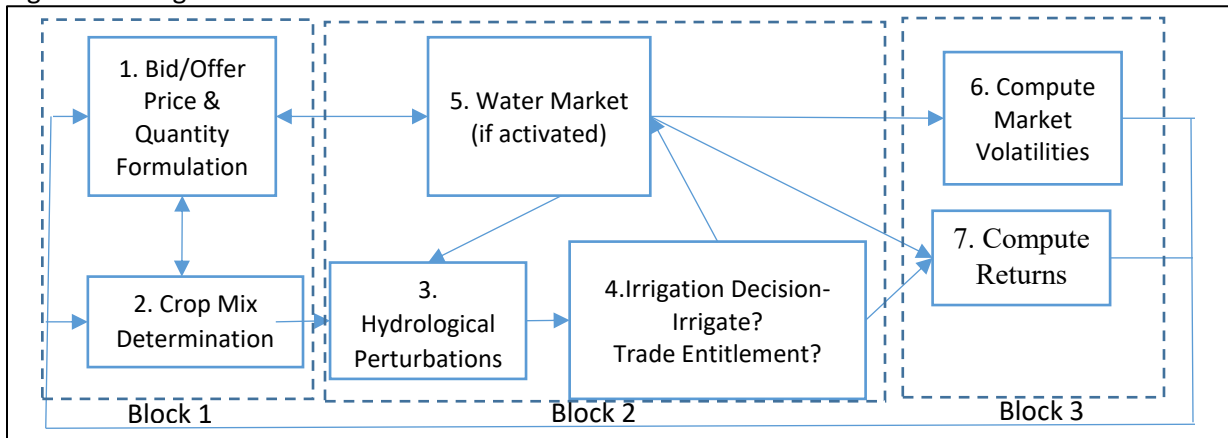 1. Bid/Offer
Price &
Quantity
Formulation
2. Crop Mix
Determination
Block 1
5. Water Market
(if activated)
3.
Hydrological
Perturbations
4.Irrigation Decision-
Irrigate?
Trade Entitlement?
Block 2
6. Compute
Market
Volatilities
7. Compute
Returns
Block 3